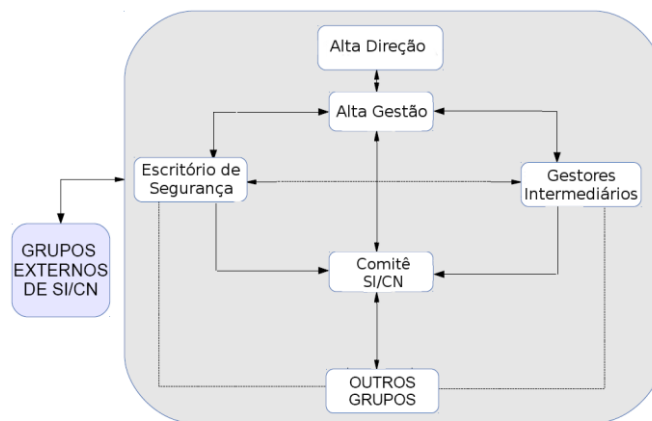 Alta Direção
Alta Gestão
Escritório de
Segurança
Gestores
Intermediários
GRUPOS
EXTERNOS
DE SI/CN
Comitê
SI/CN
OUTROS
GRUPOS